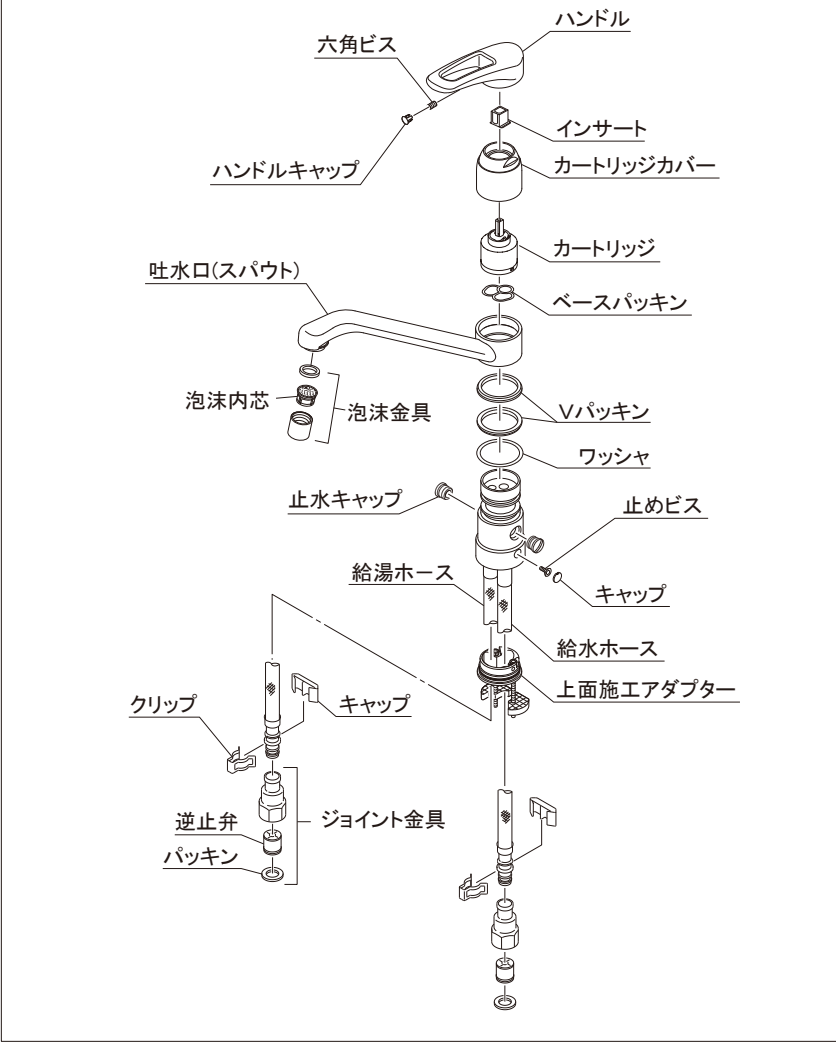 ハンドル
六角ビス
インサート
ハンドルキャップ
カートリッジカバー
カートリッジ
吐水口(スパウト)
ベースパッキン
泡沫内芯
泡沫金具
Vパッキン
ワッシャ
止水キャップ
止めビス
給湯ホース
キャップ
給水ホース
上面施工アダプター
クリップ
キャップ
逆止弁
ジョイント金具
パッキン